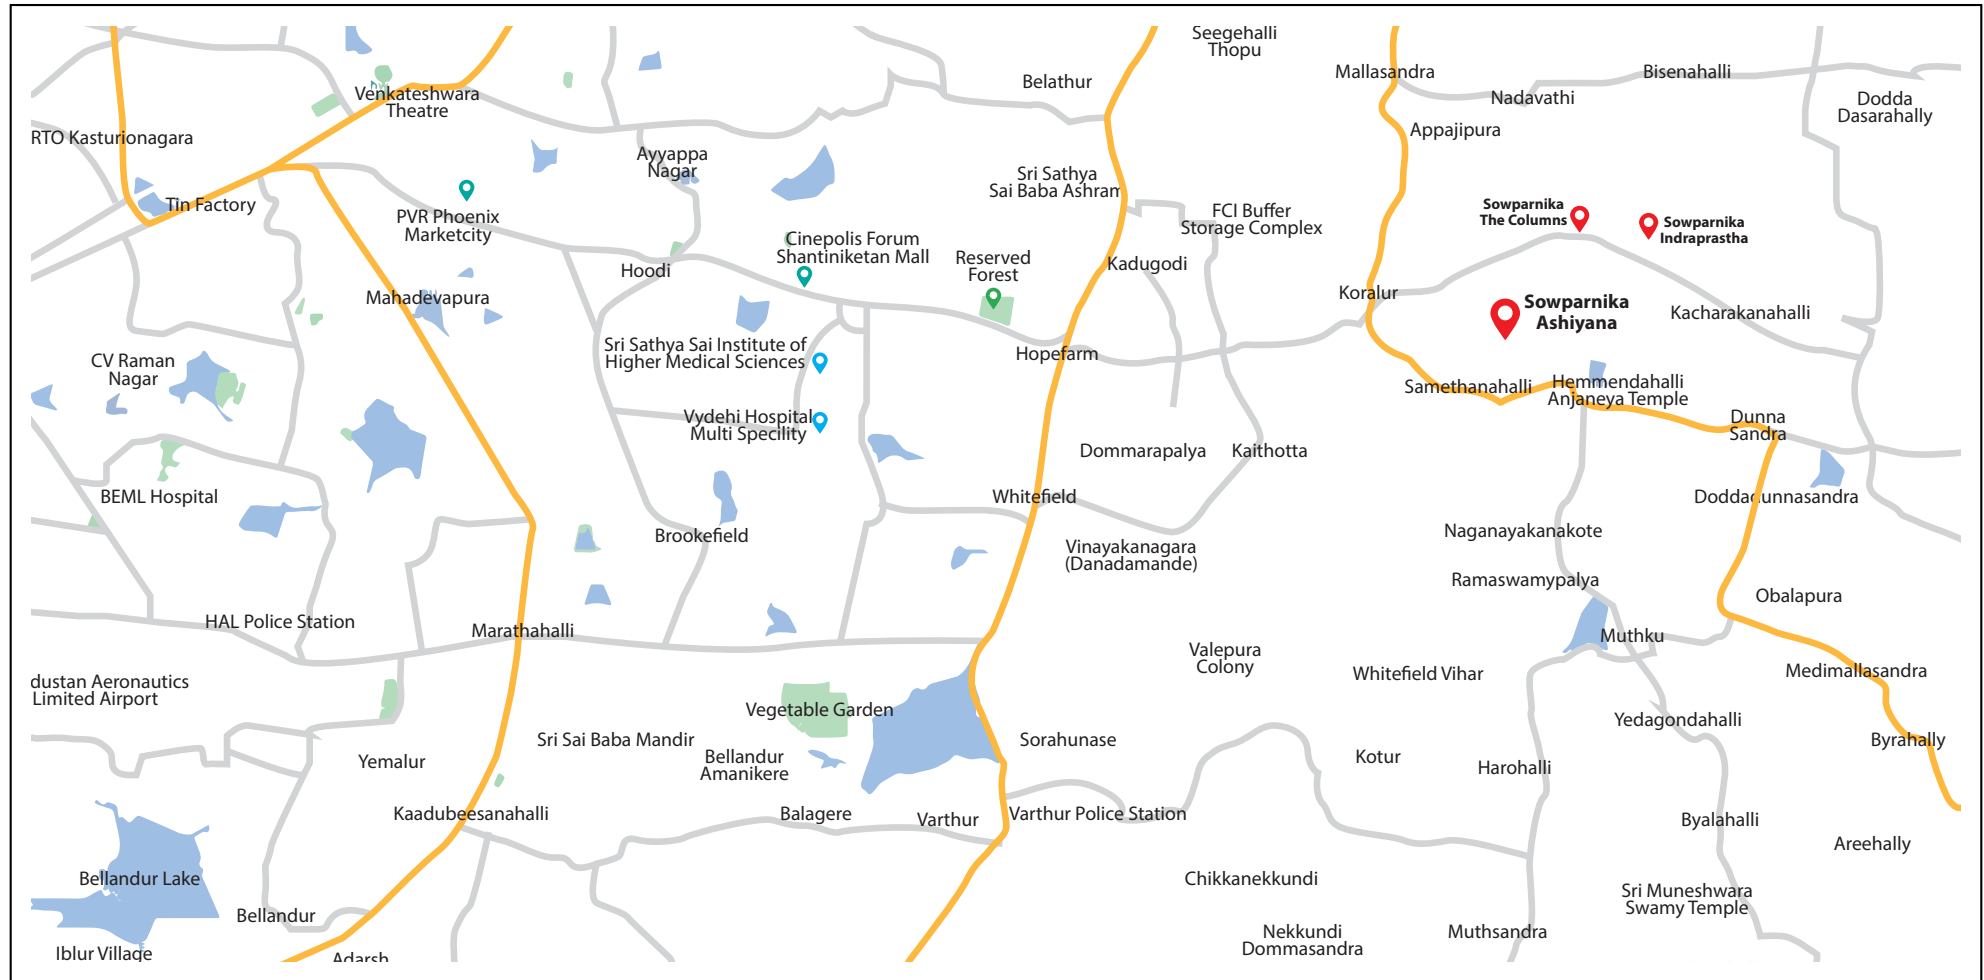 Seegehalli
Thopu
Belathur
Mallasandra
Bisenahalli
Venkateshwara
Theatre
Nadavathi
Dodda
Dasarahally
RTO Kasturionagara
Appajipura
Ayyappa
Nagar
Sri Sathya
Sai Baba Ashram
Tin Factory
PVR Phoenix
Marketcity
FCI Buffer
Storage Complex
Sowparnika
The Columns
Sowparnika
Indraprastha
Cinepolis Forum
Shantiniketan Mall
Hoodi
Reserved
Forest
Kadugodi
Mahadevapura
Koralur
Sowparnika
Ashiyana
Kacharakanahalli
Sri Sathya Sai Institute of
Higher Medical Sciences
Hopefarm
CV Raman
Nagar
Samethanahalli
Hemmendahalli
Anjaneya Temple
Vydehi Hospital
Multi Specility
Dunna
Sandra
Dommarapalya
Kaithotta
BEML Hospital
Whitefield
Doddadunnasandra
Brookefield
Naganayakanakote
Vinayakanagara
(Danadamande)
Ramaswamypalya
Obalapura
HAL Police Station
Marathahalli
Muthku
Valepura
Colony
Whitefield Vihar
Medimallasandra
dustan Aeronautics
Limited Airport
Vegetable Garden
Yedagondahalli
Sri Sai Baba Mandir
Sorahunase
Byrahally
Yemalur
Bellandur
Amanikere
Kotur
Harohalli
Kaadubeesanahalli
Balagere
Varthur
Varthur Police Station
Byalahalli
Areehally
Bellandur Lake
Chikkanekkundi
Sri Muneshwara
Swamy Temple
Bellandur
Nekkundi
Dommasandra
Muthsandra
Iblur Village
Adarsh